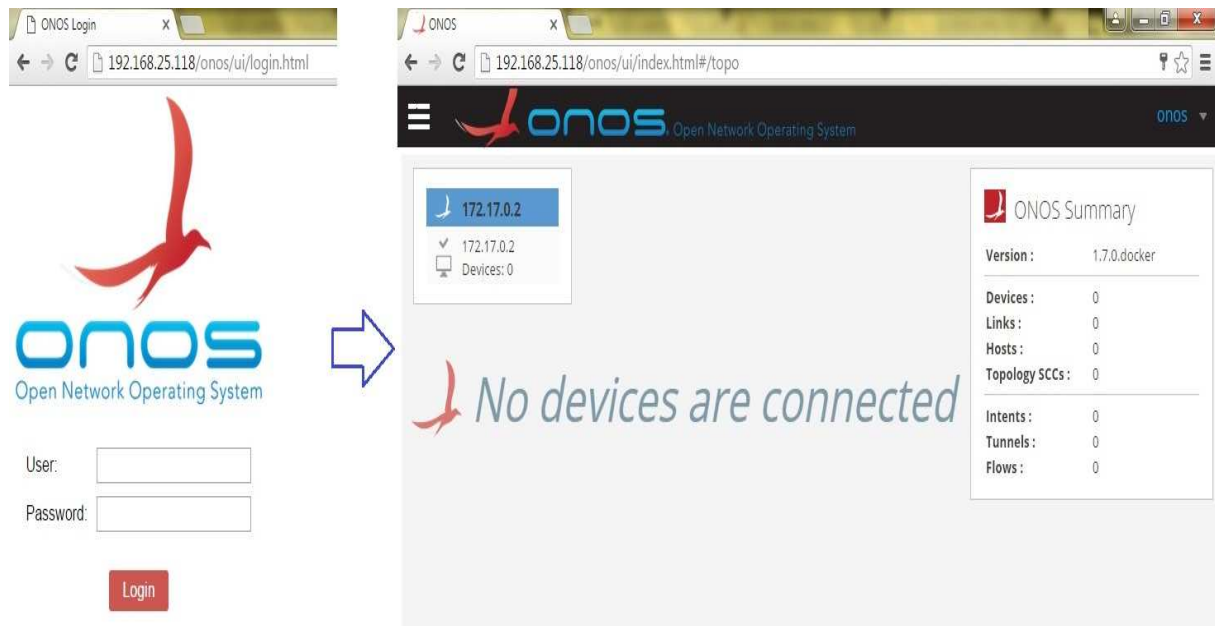 ONOS Login
192.168.25.118/onos/ui/login.html
onos
Open Network Operating System
User:
Password:
Login
ONOS
192.168.25.118/onos/ui/index.html#/topo
onos. Open Network Operating System
onos
172.17.0.2
172.17.0.2
Devices: 0
No devices are connected
ONOS Summary
Version : 1.7.0.docker
Devices : 0
Links : 0
Hosts : 0
Topology SCCs : 0
Intents : 0
Tunnels : 0
Flows : 0